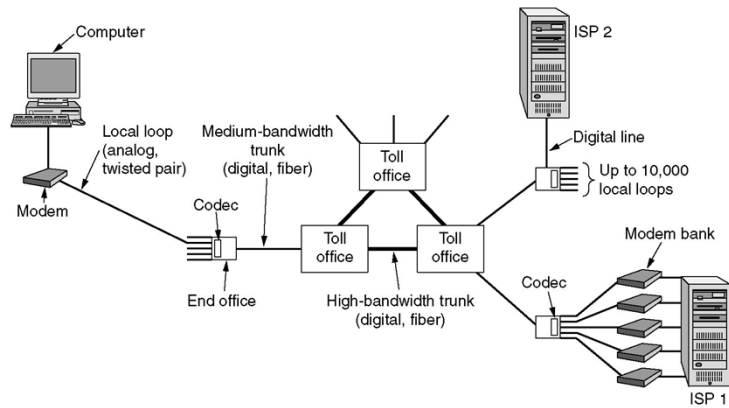 Computer
ISP 2
Local loop
(analog,
twisted pair)
Medium-bandwidth
trunk
(digital, fiber)
Digital line
Toll
office
Up to 10,000
local loops
Modem
Codec
Toll
office
Toll
office
Modem bank
End office
High-bandwidth trunk
(digital, fiber)
Codec
ISP 1